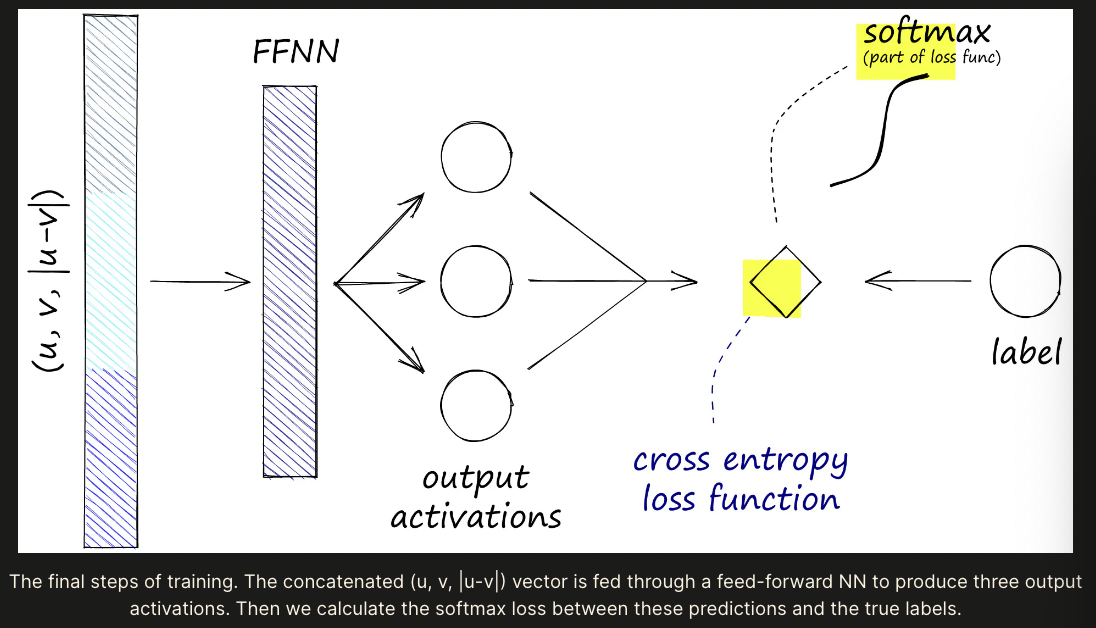 softmax
(part of loss func)
FFNN
(u, v, |u-v|)
label
cross entropy
loss function
output
activations
The final steps of training. The concatenated (u, v, |u-v|) vector is fed through a feed-forward NN to produce three output
activations. Then we calculate the softmax loss between these predictions and the true labels.